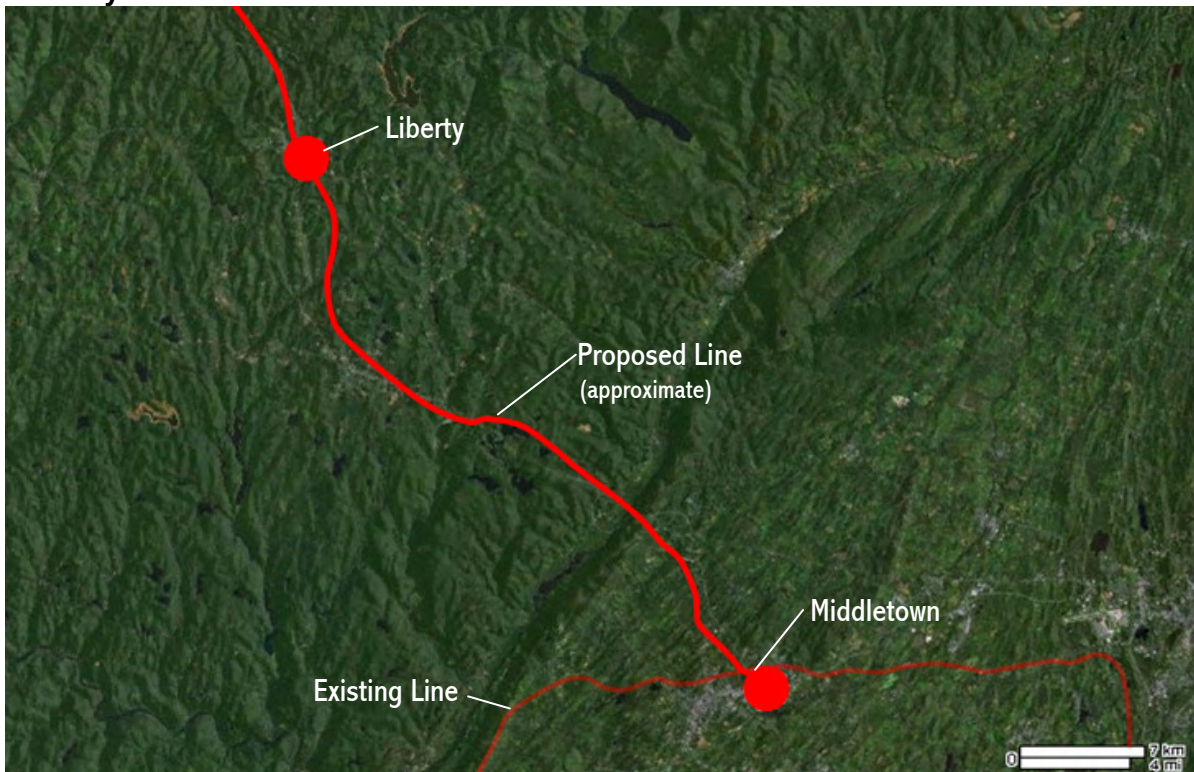 Liberty
Proposed Line
(approximate)
Middletown
Existing Line
0
7 km
4 mi